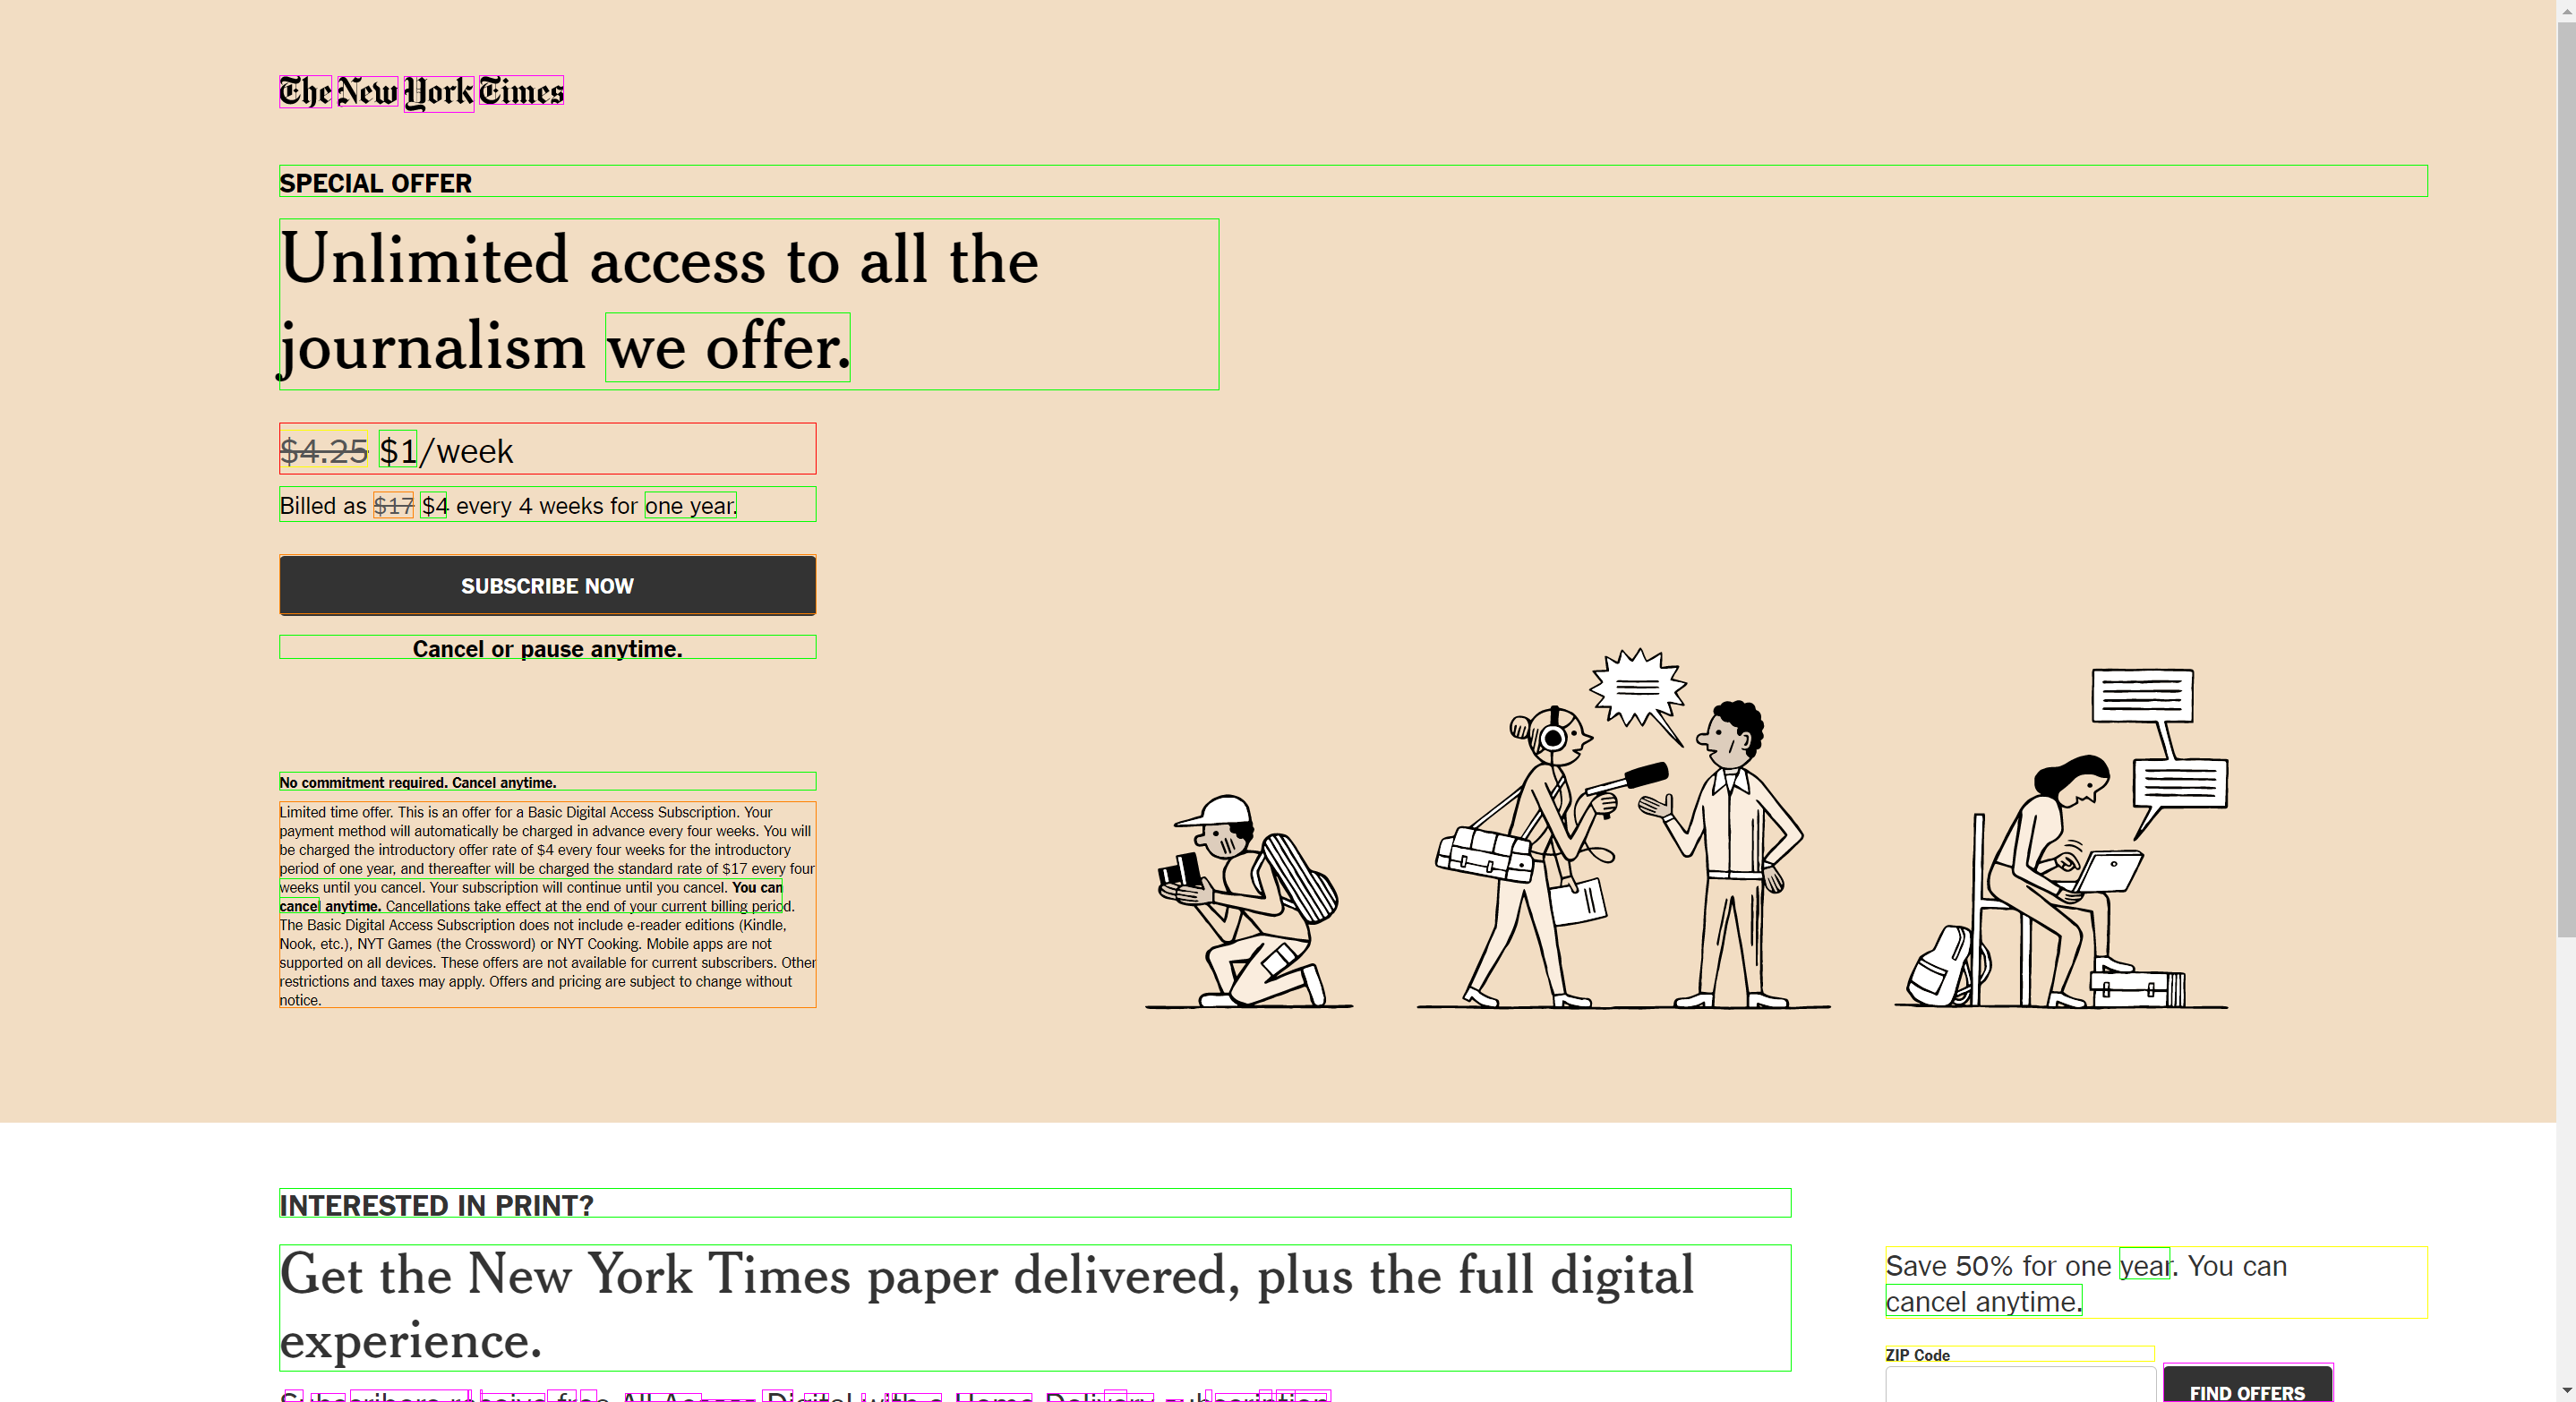 The New York Times
SPECIAL OFFER
Unlimited access to all the
journalism we offer.
$4.25 $1/week
Billed as $17 $4 every 4 weeks for one year.
SUBSCRIBE NOW
Cancel or pause anytime.
No commitment required. Cancel anytime.
Limited time offer. This is an offer for a Basic Digital Access Subscription. Your
payment method will automatically be charged in advance every four weeks. You will
be charged the introductory offer rate of $4 every four weeks for the introductory
period of one year, and thereafter will be charged the standard rate of $17 every four
weeks until you cancel. Your subscription will continue until you cancel. You can
cancel anytime. Cancellations take effect at the end of your current billing period.
The Basic Digital Access Subscription does not include e-reader editions (Kindle,
Nook, etc.), NYT Games (the Crossword) or NYT Cooking. Mobile apps are not
supported on all devices. These offers are not available for current subscribers. Other
restrictions and taxes may apply. Offers and pricing are subject to change without
notice.
INTERESTED IN PRINT?
Get the New York Times paper delivered, plus the full digital
experience.
Subscribers receive free All Access Digital with a Home Delivery subscription
Save 50% for one year. You can
cancel anytime.
ZIP Code
FIND OFFERS